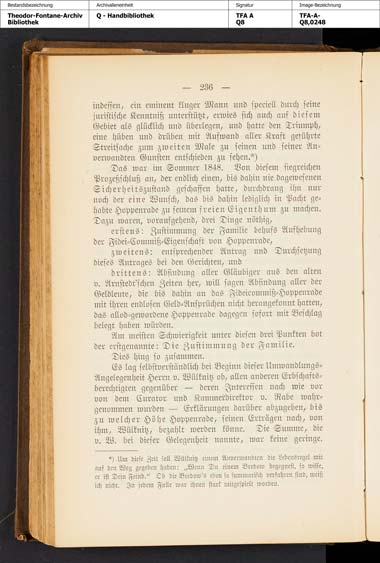 Bestandsbezeichnung Archivalieneinheit Signatur Image-Bezeichnung
Theodor-Fontane-Archiv Q - Handbibliothek TFA A TFA-A-
Bibliothek Q8 Q8,0248
— 236 —
indessen, ein eminent kluger Mann und speciell durch seine
juristische Kenntniß unterstützt, erwies sich auch auf diesem
Gebiet als glücklich und überlegen, und hatte den Triumph,
eine hüben und drüben mit Aufwand aller Kraft geführte
Streitsache zum zweiten Male zu seinen und seiner An-
verwandten Gunsten entschieden zu sehen.*)
Das war im Sommer 1848. Von diesem siegreichen
Prozeßschluß an, der endlich einen, bis dahin nie dagewesenen
Sicherheitszustand geschaffen hatte, durchdrang ihn nur
noch der eine Wunsch, das bis dahin lediglich in Pacht ge-
habte Hoppenrade zu seinem freien Eigenthum zu machen.
Dazu waren, voraufgehend, drei Dinge nöthig,
erstens: Zustimmung der Familie behufs Aufhebung
der Fidei-Commiß-Eigenschaft von Hoppenrade,
zweitens: entsprechender Antrag und Durchsetzung
dieses Antrages bei den Gerichten, und
drittens: Abfindung aller Gläubiger aus den alten
v. Arnstedt'schen Zeiten her, will sagen Abfindung aller der
Geldleute, die bis dahin an das Fideicommiß-Hoppenrade
mit ihren endlosen Geld-Ansprüchen nicht herangekonnt hatten,
das allod-gewordene Hoppenrade dagegen sofort mit Beschlag
belegt haben würden.
Am meisten Schwierigkeit unter diesen drei Punkten bot
der erstgenannte: Die Zustimmung der Familie.
Dies hing so zusammen.
Es lag selbstverständlich bei Beginn dieser Umwandlungs-
Angelegenheit Herrn v. Wülknitz ob, allen anderen Erbschafts-
berechtigten gegenüber — deren Interessen nach wie vor
von dem Curator und Kammerdirektor v. Rabe wahr-
genommen wurden — Erklärungen darüber abzugeben, bis
zu welcher Höhe Hoppenrade, seinen Erträgen nach, von
ihm, Wülknitz, bezahlt werden könne. Die Summe, die
v. W. bei dieser Gelegenheit nannte, war keine geringe.
*) Um diese Zeit soll Wülknitz einem Anverwandten die Lebensregel mit
auf den Weg gegeben haben: „Wenn Du einem Bredow begegnest, so wisse,
er ist Dein Feind." Ob die Bredow's eben so summarisch verfahren sind, weiß
ich nicht. In jedem Falle war ihnen stark mitgespielt worden.